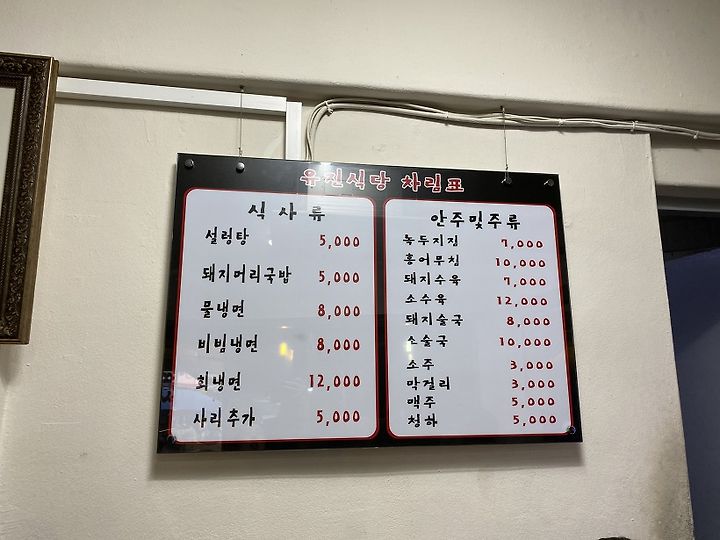 유진식당 차림표
식사류
설렁탕 5,000
돼지머리국밥 5,000
물냉면 8,000
비빔냉면 8,000
회냉면 12,000
사리추가 5,000
안주및주류
녹두지짐 7,000
홍어무침 10,000
돼지수육 7,000
소수육 12,000
돼지술국 8,000
소술국 10,000
소주 3,000
막걸리 3,000
맥주 5,000
청하 5,000